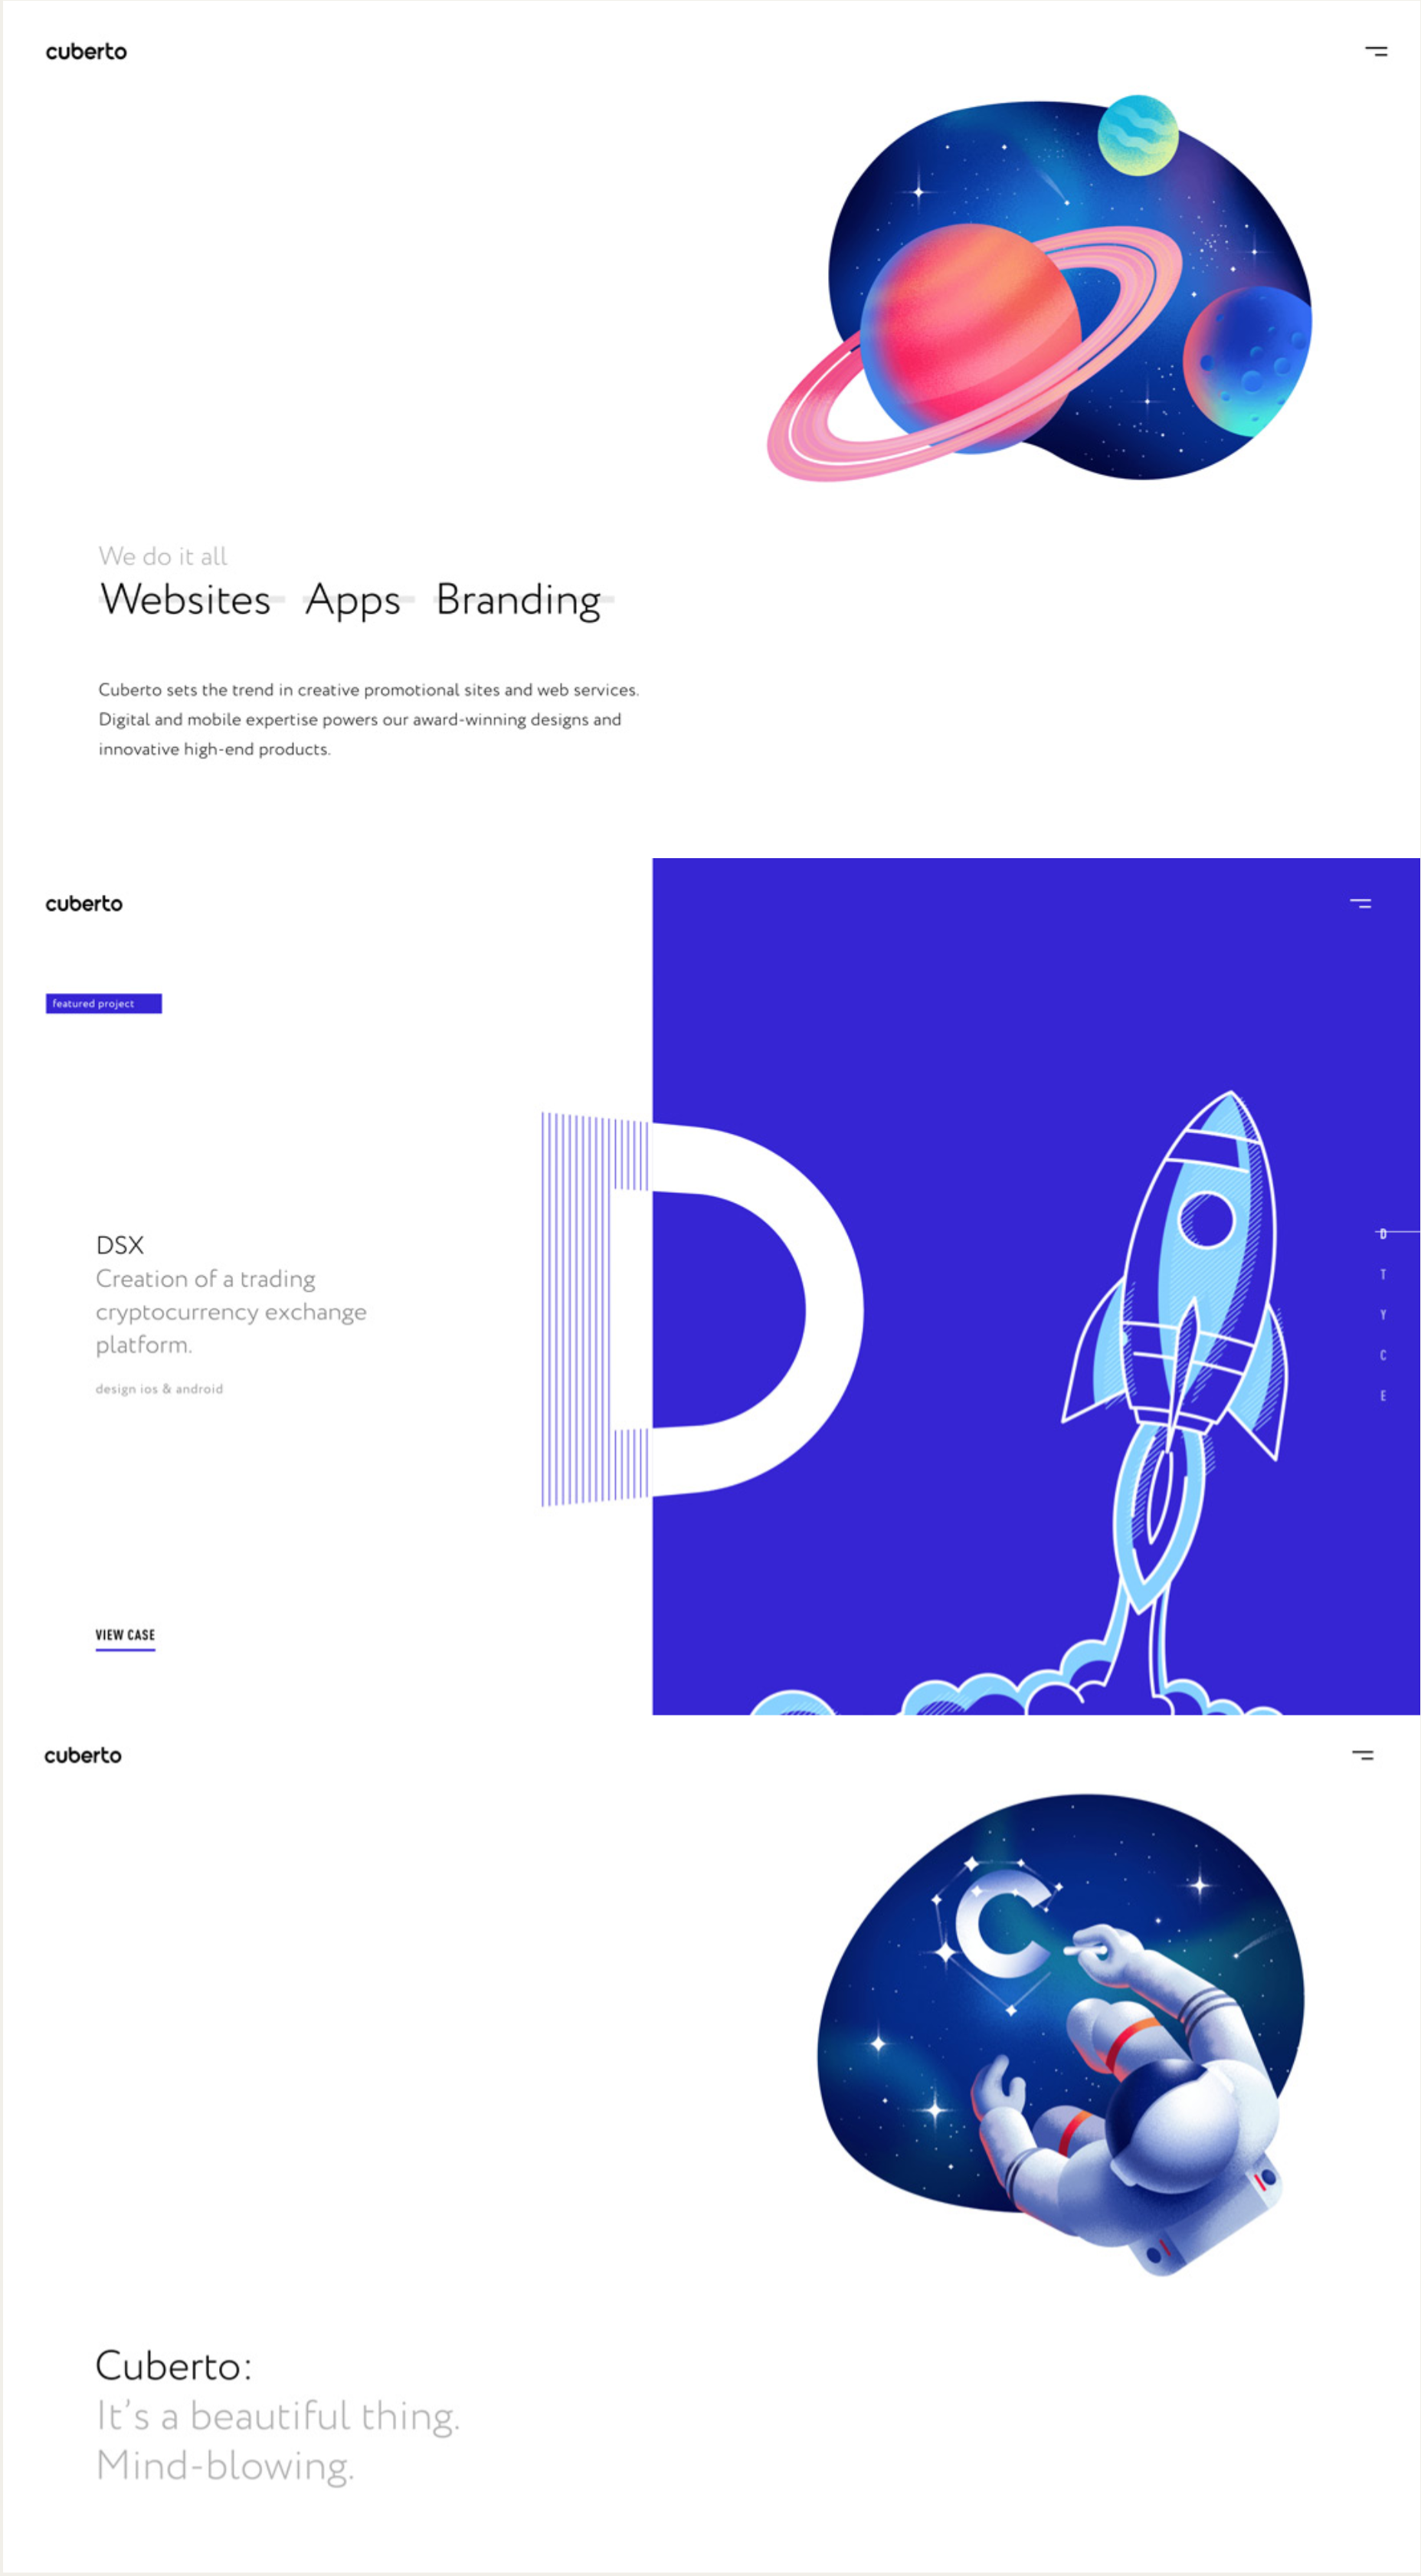 cuberto
We do it all
Websites Apps Branding
Cuberto sets the trend in creative promotional sites and web services.
Digital and mobile expertise powers our award-winning designs and
innovative high-end products.
cuberto
featured project
D
DSX
Creation of a trading
cryptocurrency exchange
platform.
design ios & android
VIEW CASE
D
T
Y
C
E
cuberto
C
Cuberto:
It’s a beautiful thing.
Mind-blowing.